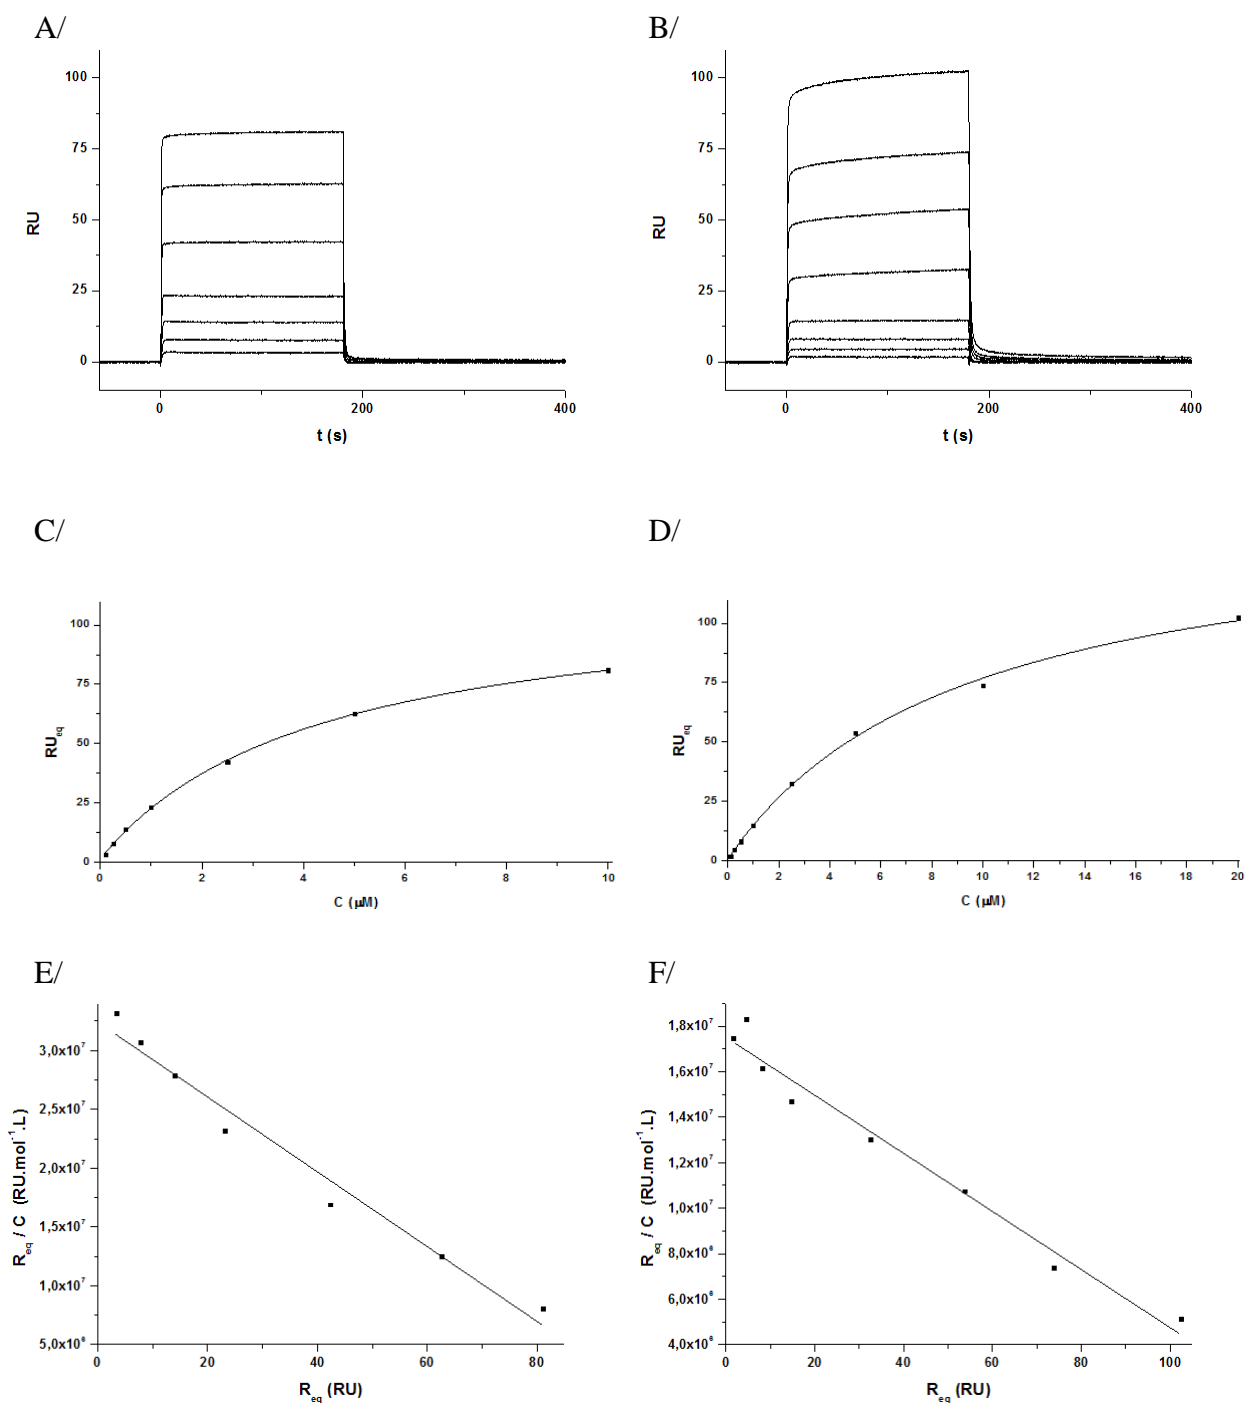 A/
B/
100
75
50
25
0
RU
0
200
400
t (s)
100
75
50
25
0
RU
0
200
400
t (s)
C/
D/
100
75
50
25
0
RUeq
0
2
4
6
8
10
C (µM)
100
75
50
25
0
RUeq
0
2
4
6
8
10
12
14
16
18
20
C (µM)
E/
F/
3,0x10⁷
2,5x10⁷
2,0x10⁷
1,5x10⁷
1,0x10⁷
5,0x10⁶
Req / C (RU.mol⁻¹.L)
0
20
40
60
80
Req (RU)
1,8x10⁷
1,6x10⁷
1,4x10⁷
1,2x10⁷
1,0x10⁷
8,0x10⁶
6,0x10⁶
4,0x10⁶
Req / C (RU.mol⁻¹.L)
0
20
40
60
80
100
Req (RU)